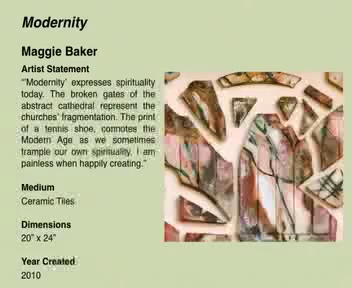 Modernity
Maggie Baker
Artist Statement
"'Modernity' expresses spirituality
today. The broken gates of the
abstract cathedral represent the
churches' fragmentation. The print
of a tennis shoe, connotes the
Modern Age as we sometimes
trample our own spirituality. I am
painless when happily creating."
Medium
Ceramic Tiles
Dimensions
20" x 24"
Year Created
2010